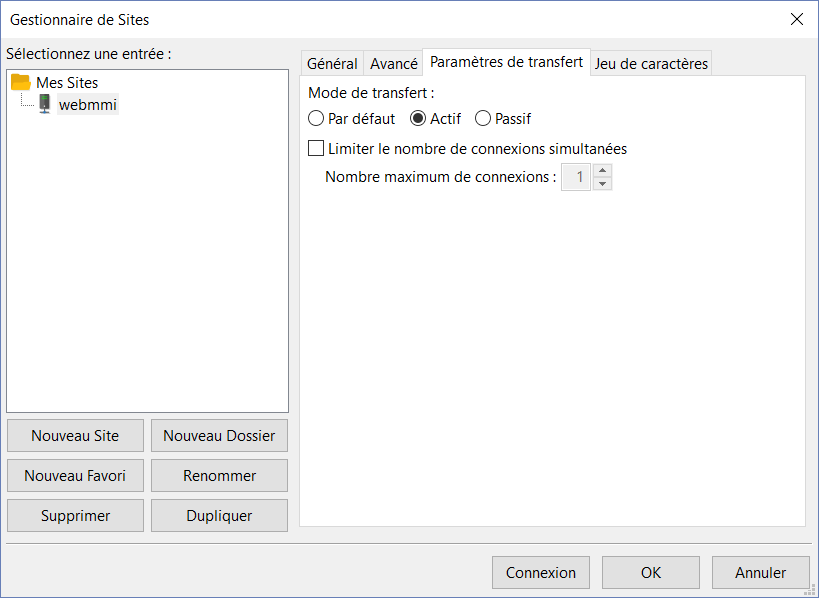 Gestionnaire de Sites
Sélectionnez une entrée :
Mes Sites
webmmi
Nouveau Site
Nouveau Dossier
Nouveau Favori
Renommer
Supprimer
Dupliquer
Général
Avancé
Paramètres de transfert
Jeu de caractères
Mode de transfert :
Par défaut
Actif
Passif
Limiter le nombre de connexions simultanées
Nombre maximum de connexions :
1
Connexion
OK
Annuler